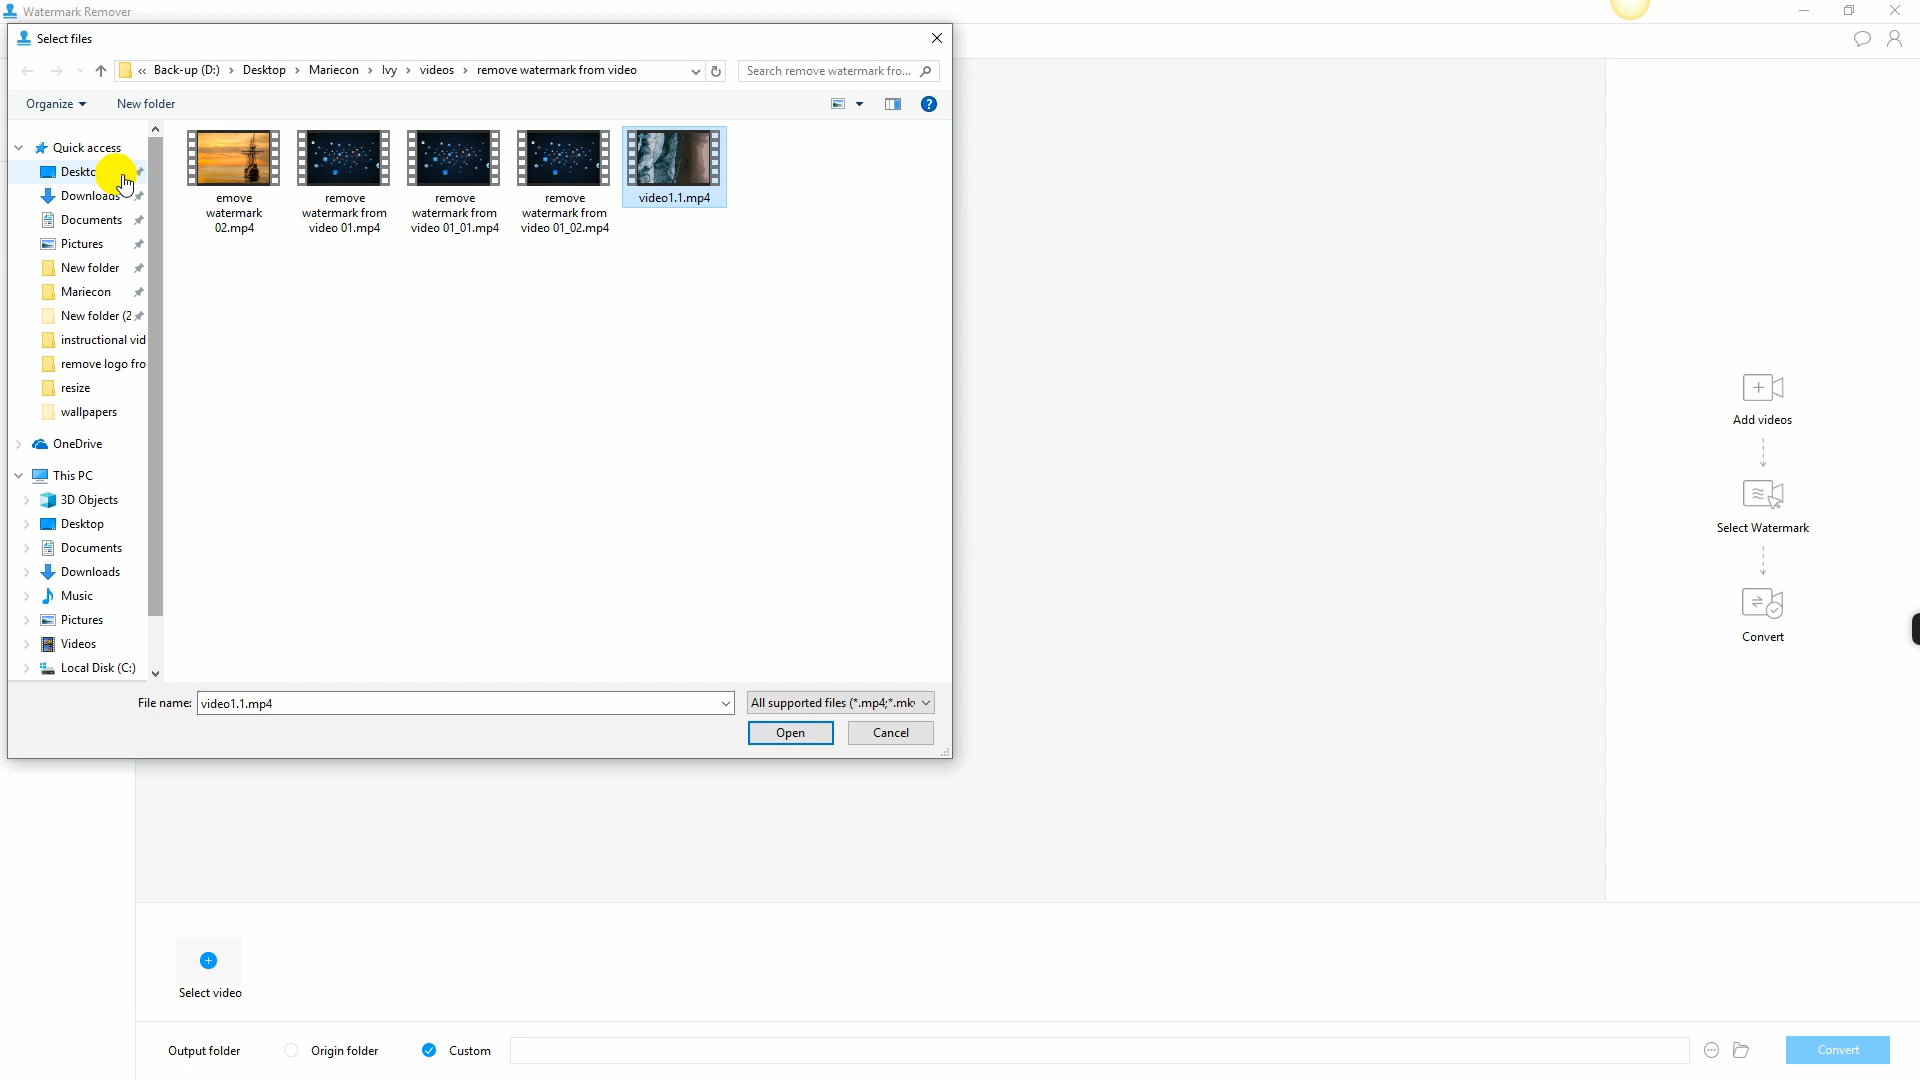 Watermark Remover
Select files
« Back-up (D:) › Desktop › Mariecon › Ivy › videos › remove watermark from video
Search remove watermark fro...
Organize
New folder
Quick access
Downloads
Documents
Pictures
New folder
Mariecon
New folder (2
instructional vid
remove logo fro
resize
wallpapers
OneDrive
This PC
3D Objects
Desktop
Documents
Downloads
Music
Pictures
Videos
Local Disk (C:)
emove
watermark
02.mp4
remove
watermark from
video 01.mp4
remove
watermark from
video 01_01.mp4
remove
watermark from
video 01_02.mp4
video1.1.mp4
File name: video1.1.mp4
All supported files (*.mp4;*.mkv
Open
Cancel
Add videos
Select Watermark
Convert
Select video
Output folder
Origin folder
Custom
Convert